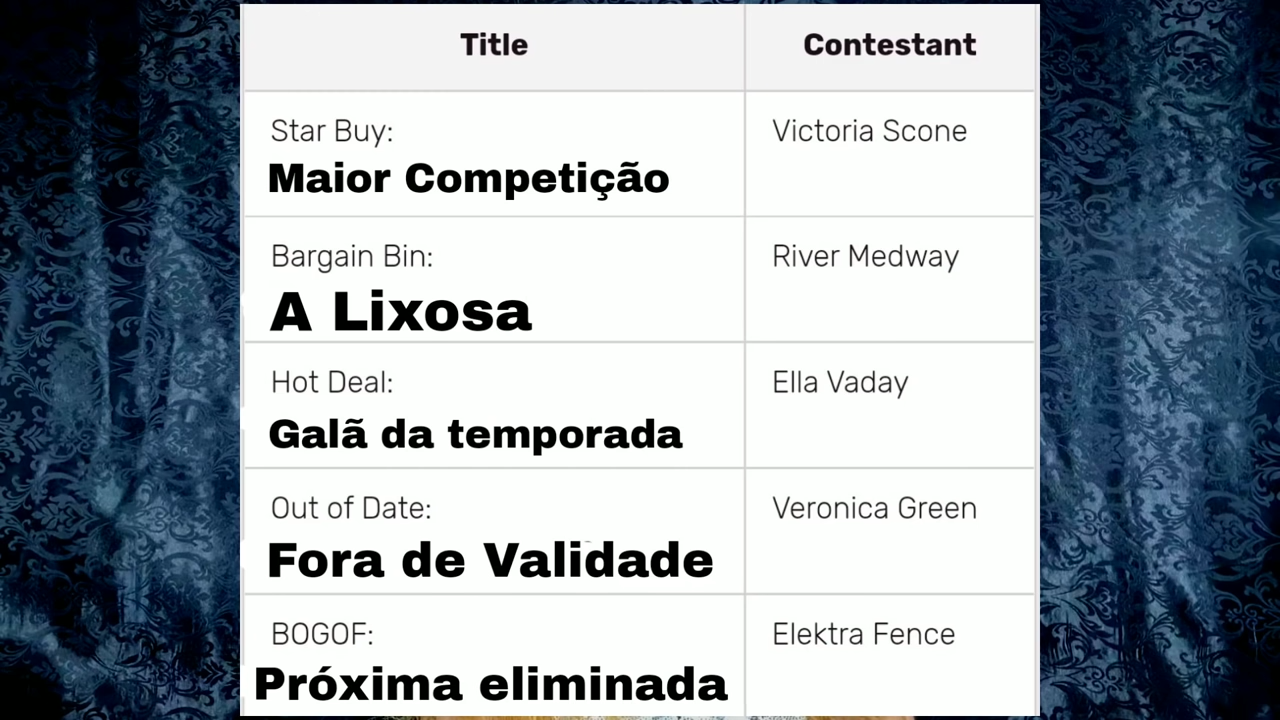 Title Contestant
Star Buy: Victoria Scone
Maior Competição
Bargain Bin: River Medway
A Lixosa
Hot Deal: Ella Vaday
Galã da temporada
Out of Date: Veronica Green
Fora de Validade
BOGOF: Elektra Fence
Próxima eliminada